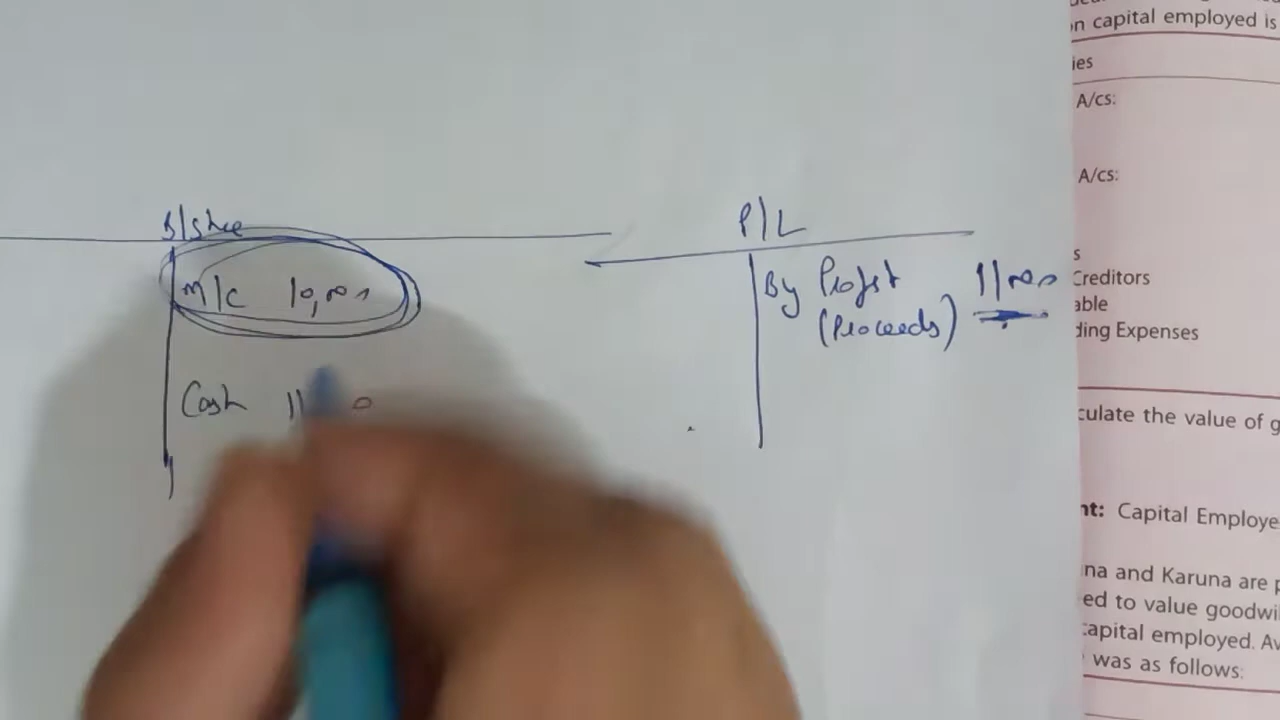 B/Shee
M/C 10,000
Cash
P/L
By Profit 11000
(Proceeds)
on capital employed is
ies
A/cs:
A/cs:
s
Creditors
able
ding Expenses
culate the value of g
nt: Capital Employe
na and Karuna are p
ed to value goodwi
capital employed. Av
was as follows: